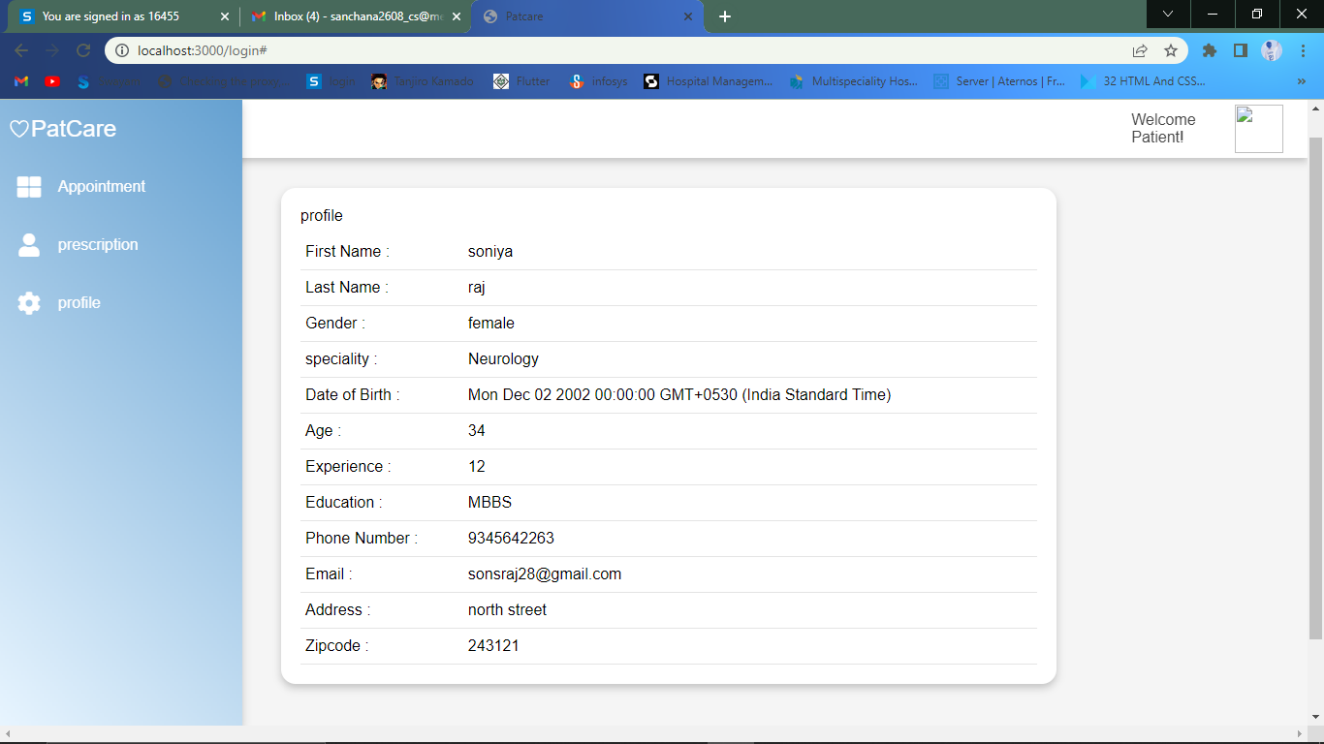 You are signed in as 16455
Inbox (4) - sanchana2608_cs@m
Patcare
localhost:3000/login#
login
Tanjiro Kamado
Flutter
infosys
Hospital Managem...
Multispeciality Hos...
Server | Aternos | Fr...
32 HTML And CSS...
»
PatCare
Welcome
Patient!
Appointment
prescription
profile
profile
First Name : soniya
Last Name : raj
Gender : female
speciality : Neurology
Date of Birth : Mon Dec 02 2002 00:00:00 GMT+0530 (India Standard Time)
Age : 34
Experience : 12
Education : MBBS
Phone Number : 9345642263
Email : sonsraj28@gmail.com
Address : north street
Zipcode : 243121